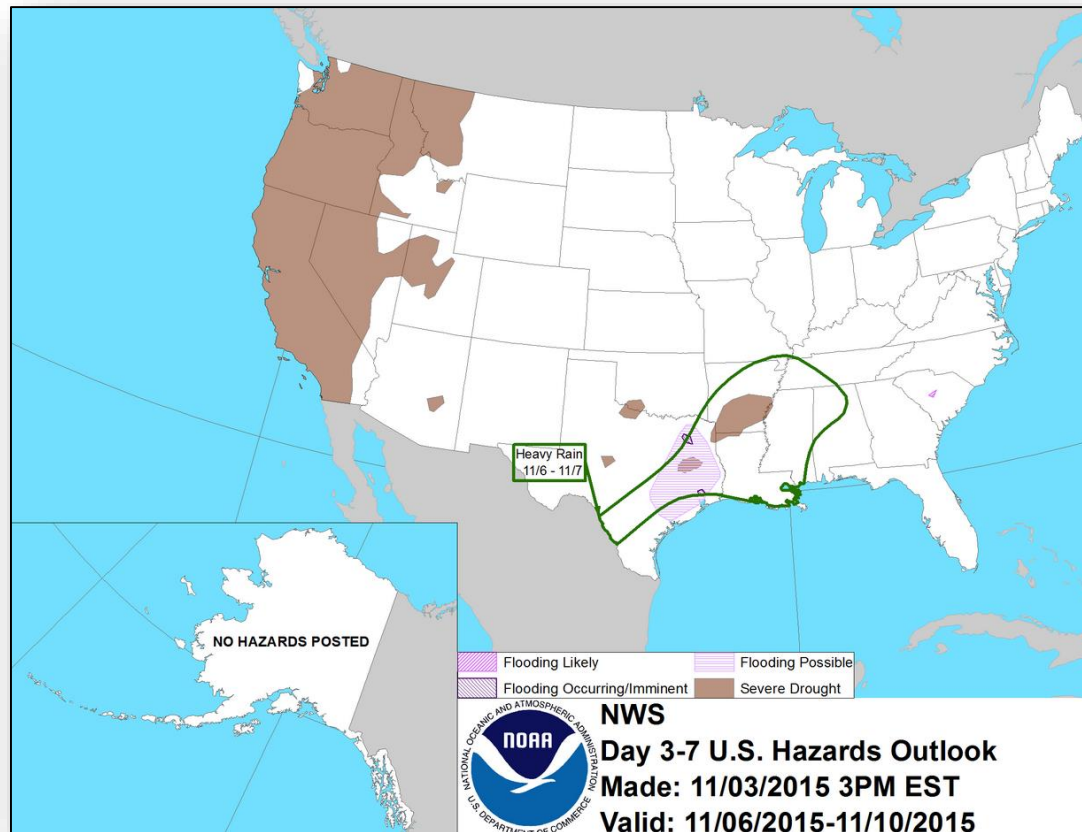 Heavy Rain
11/6 - 11/7
NO HAZARDS POSTED
Flooding Likely
Flooding Possible
Flooding Occurring/Imminent
Severe Drought
NATIONAL OCEANIC AND ATMOSPHERIC ADMINISTRATION
NOAA
U.S. DEPARTMENT OF COMMERCE
NWS
Day 3-7 U.S. Hazards Outlook
Made: 11/03/2015 3PM EST
Valid: 11/06/2015-11/10/2015